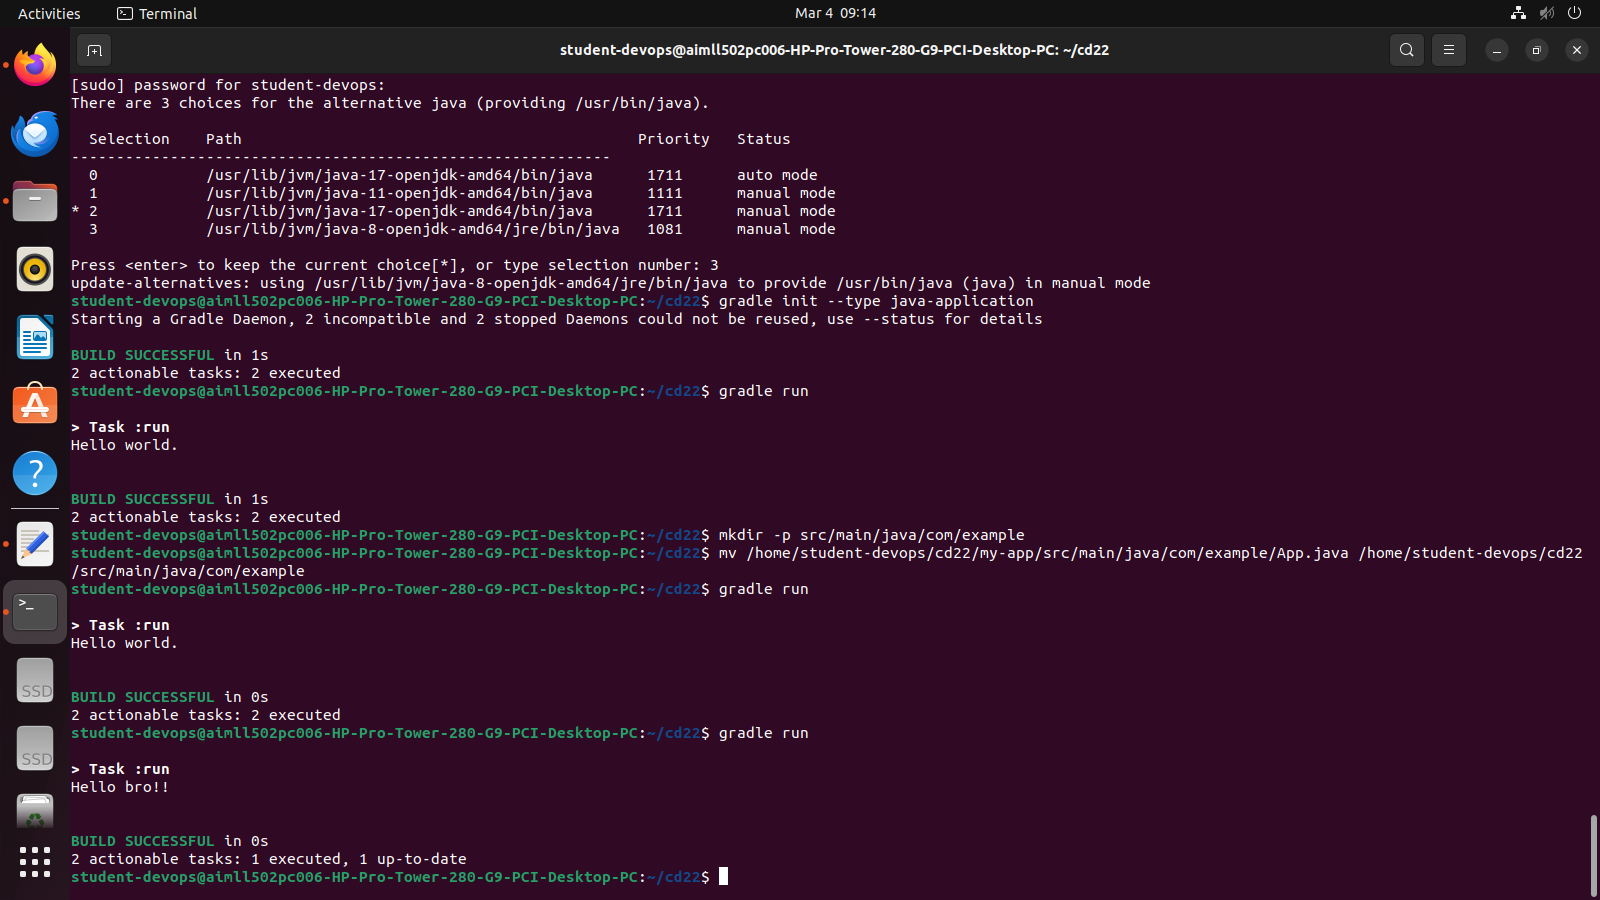 Activities
Terminal
Mar 4 09:14
student-devops@aimll502pc006-HP-Pro-Tower-280-G9-PCI-Desktop-PC: ~/cd22
[sudo] password for student-devops:
There are 3 choices for the alternative java (providing /usr/bin/java).
  Selection    Path                                            Priority   Status
------------------------------------------------------------
  0            /usr/lib/jvm/java-17-openjdk-amd64/bin/java      1711      auto mode
  1            /usr/lib/jvm/java-11-openjdk-amd64/bin/java      1111      manual mode
* 2            /usr/lib/jvm/java-17-openjdk-amd64/bin/java      1711      manual mode
  3            /usr/lib/jvm/java-8-openjdk-amd64/jre/bin/java   1081      manual mode
Press <enter> to keep the current choice[*], or type selection number: 3
update-alternatives: using /usr/lib/jvm/java-8-openjdk-amd64/jre/bin/java to provide /usr/bin/java (java) in manual mode
student-devops@aimll502pc006-HP-Pro-Tower-280-G9-PCI-Desktop-PC:~/cd22$ gradle init --type java-application
Starting a Gradle Daemon, 2 incompatible and 2 stopped Daemons could not be reused, use --status for details
BUILD SUCCESSFUL in 1s
2 actionable tasks: 2 executed
student-devops@aimll502pc006-HP-Pro-Tower-280-G9-PCI-Desktop-PC:~/cd22$ gradle run
> Task :run
Hello world.
BUILD SUCCESSFUL in 1s
2 actionable tasks: 2 executed
student-devops@aimll502pc006-HP-Pro-Tower-280-G9-PCI-Desktop-PC:~/cd22$ mkdir -p src/main/java/com/example
student-devops@aimll502pc006-HP-Pro-Tower-280-G9-PCI-Desktop-PC:~/cd22$ mv /home/student-devops/cd22/my-app/src/main/java/com/example/App.java /home/student-devops/cd22
/src/main/java/com/example
student-devops@aimll502pc006-HP-Pro-Tower-280-G9-PCI-Desktop-PC:~/cd22$ gradle run
> Task :run
Hello world.
BUILD SUCCESSFUL in 0s
2 actionable tasks: 2 executed
student-devops@aimll502pc006-HP-Pro-Tower-280-G9-PCI-Desktop-PC:~/cd22$ gradle run
> Task :run
Hello bro!!
BUILD SUCCESSFUL in 0s
2 actionable tasks: 1 executed, 1 up-to-date
student-devops@aimll502pc006-HP-Pro-Tower-280-G9-PCI-Desktop-PC:~/cd22$
SSD
SSD